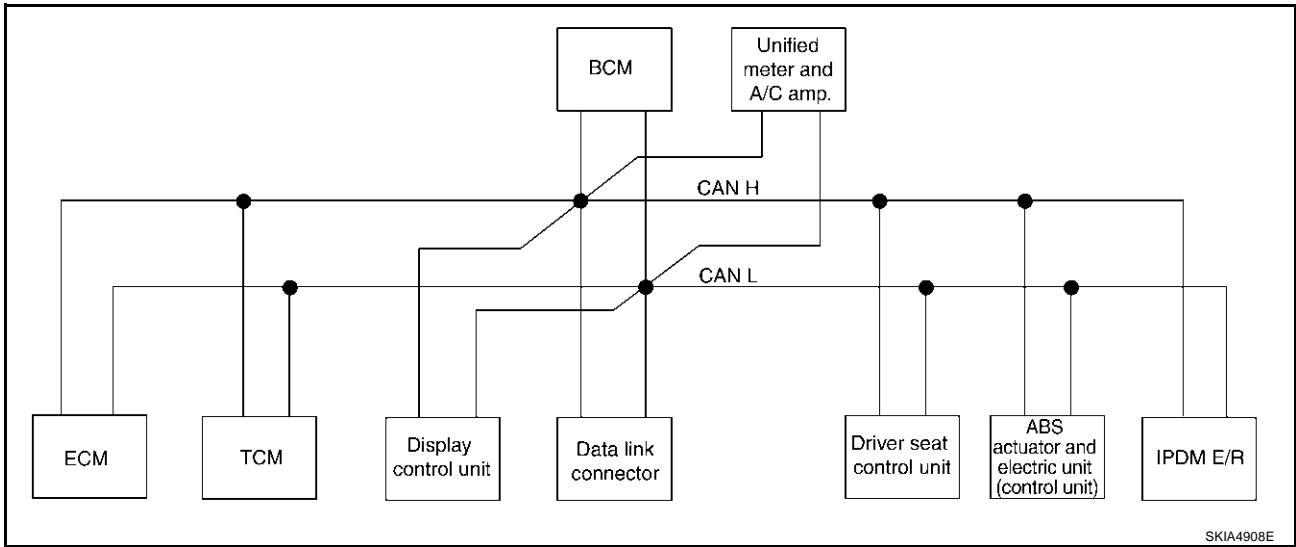 BCM
Unified
meter and
A/C amp.
CAN H
CAN L
ECM
TCM
Display
control unit
Data link
connector
Driver seat
control unit
ABS
actuator and
electric unit
(control unit)
IPDM E/R
SKIA4908E